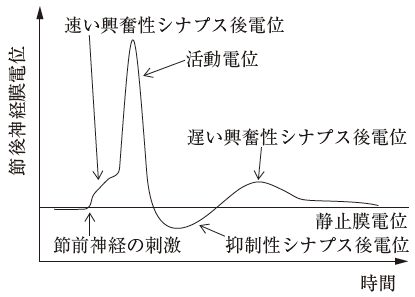 速い興奮性シナプス後電位
活動電位
節後神経膜電位
遅い興奮性シナプス後電位
静止膜電位
節前神経の刺激
抑制性シナプス後電位
時間